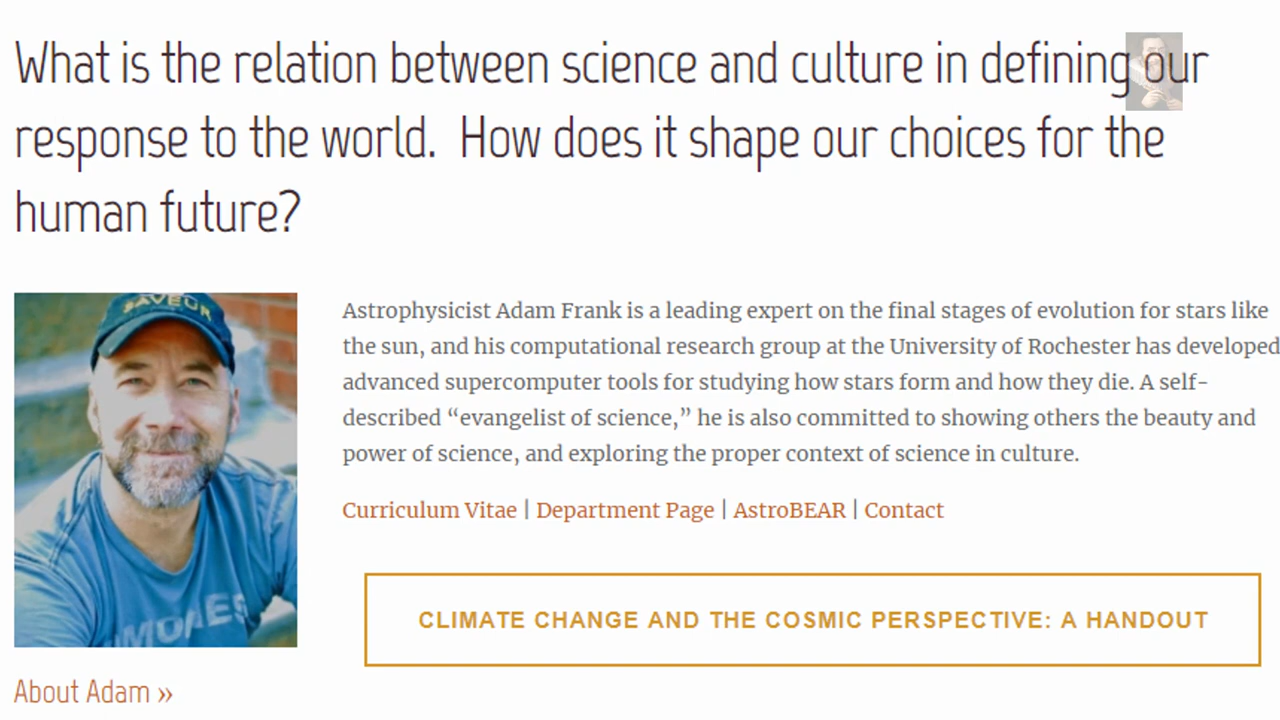 What is the relation between science and culture in defining our
response to the world.  How does it shape our choices for the
human future?
SAVEUR
Astrophysicist Adam Frank is a leading expert on the final stages of evolution for stars like
the sun, and his computational research group at the University of Rochester has developed
advanced supercomputer tools for studying how stars form and how they die. A self-
described “evangelist of science,” he is also committed to showing others the beauty and
power of science, and exploring the proper context of science in culture.
Curriculum Vitae | Department Page | AstroBEAR | Contact
CLIMATE CHANGE AND THE COSMIC PERSPECTIVE: A HANDOUT
About Adam »